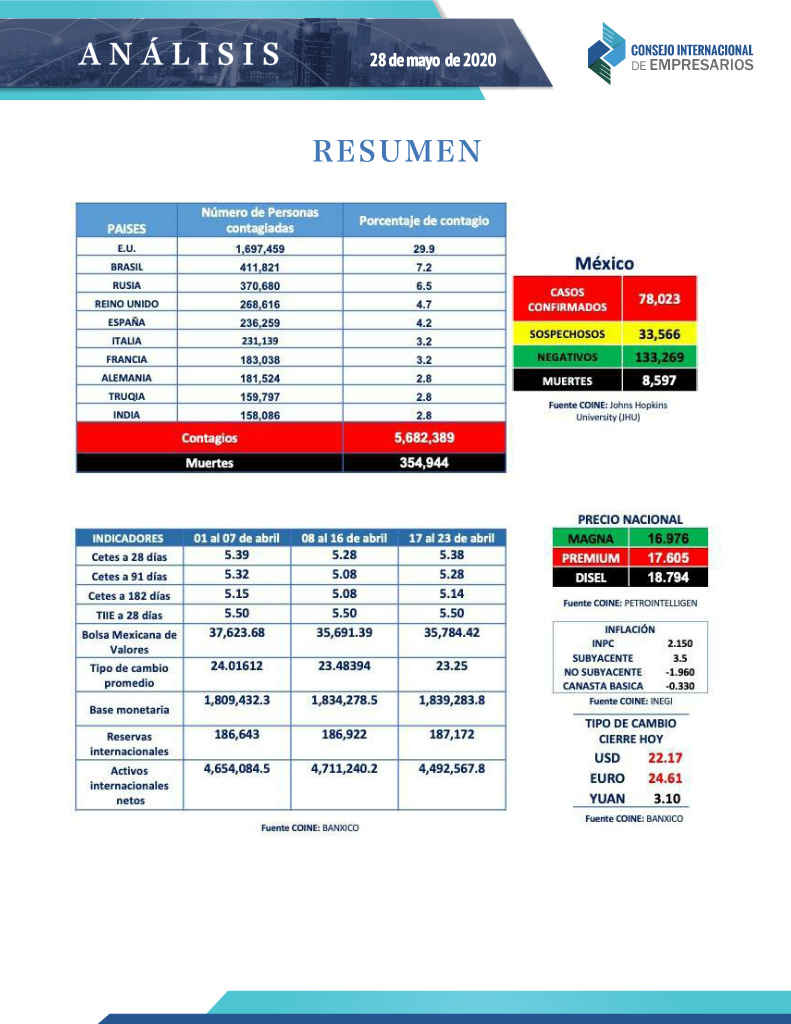 ANÁLISIS
28 de mayo de 2020
CONSEJO INTERNACIONAL
DE EMPRESARIOS
RESUMEN
PAISES Número de Personas contagiadas Porcentaje de contagio
E.U. 1,697,459 29.9
BRASIL 411,821 7.2
RUSIA 370,680 6.5
REINO UNIDO 268,616 4.7
ESPAÑA 236,259 4.2
ITALIA 231,139 3.2
FRANCIA 183,038 3.2
ALEMANIA 181,524 2.8
TRUQIA 159,797 2.8
INDIA 158,086 2.8
Contagios 5,682,389
Muertes 354,944
México
CASOS CONFIRMADOS 78,023
SOSPECHOSOS 33,566
NEGATIVOS 133,269
MUERTES 8,597
Fuente COINE: Johns Hopkins
University (JHU)
INDICADORES 01 al 07 de abril 08 al 16 de abril 17 al 23 de abril
Cetes a 28 días 5.39 5.28 5.38
Cetes a 91 días 5.32 5.08 5.28
Cetes a 182 días 5.15 5.08 5.14
TIIE a 28 días 5.50 5.50 5.50
Bolsa Mexicana de Valores 37,623.68 35,691.39 35,784.42
Tipo de cambio promedio 24.01612 23.48394 23.25
Base monetaria 1,809,432.3 1,834,278.5 1,839,283.8
Reservas internacionales 186,643 186,922 187,172
Activos internacionales netos 4,654,084.5 4,711,240.2 4,492,567.8
Fuente COINE: BANXICO
PRECIO NACIONAL
MAGNA 16.976
PREMIUM 17.605
DISEL 18.794
Fuente COINE: PETROINTELLIGEN
INFLACIÓN
INPC 2.150
SUBYACENTE 3.5
NO SUBYACENTE -1.960
CANASTA BASICA -0.330
Fuente COINE: INEGI
TIPO DE CAMBIO
CIERRE HOY
USD 22.17
EURO 24.61
YUAN 3.10
Fuente COINE: BANXICO